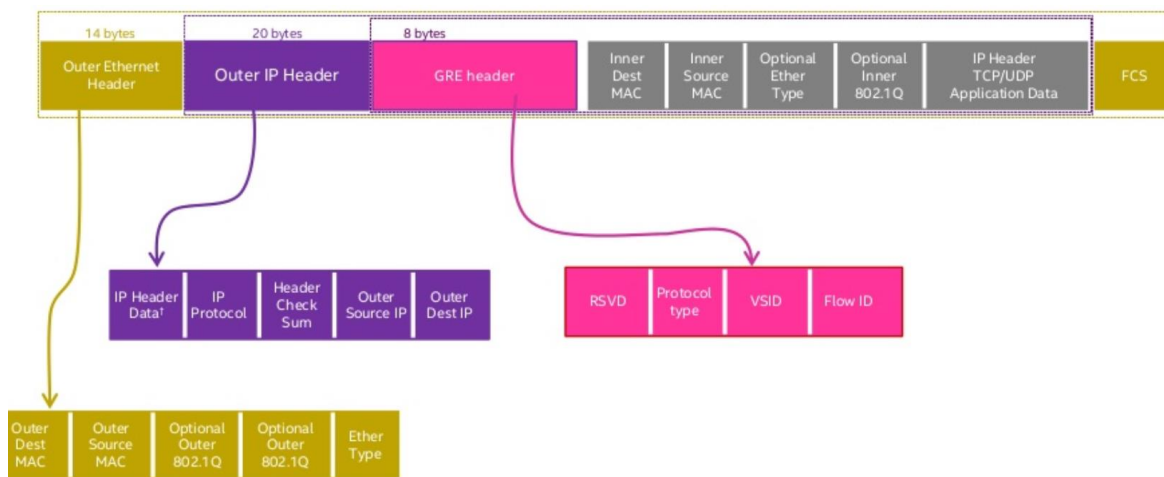 14 bytes
20 bytes
8 bytes
Outer Ethernet
Header
Outer IP Header
GRE header
Inner
Dest
MAC
Inner
Source
MAC
Optional
Ether
Type
Optional
Inner
802.1Q
IP Header
TCP/UDP
Application Data
FCS
IP Header
Data†
IP
Protocol
Header
Check
Sum
Outer
Source IP
Outer
Dest IP
RSVD
Protocol
type
VSID
Flow ID
Outer
Dest
MAC
Outer
Source
MAC
Optional
Outer
802.1Q
Optional
Outer
802.1Q
Ether
Type